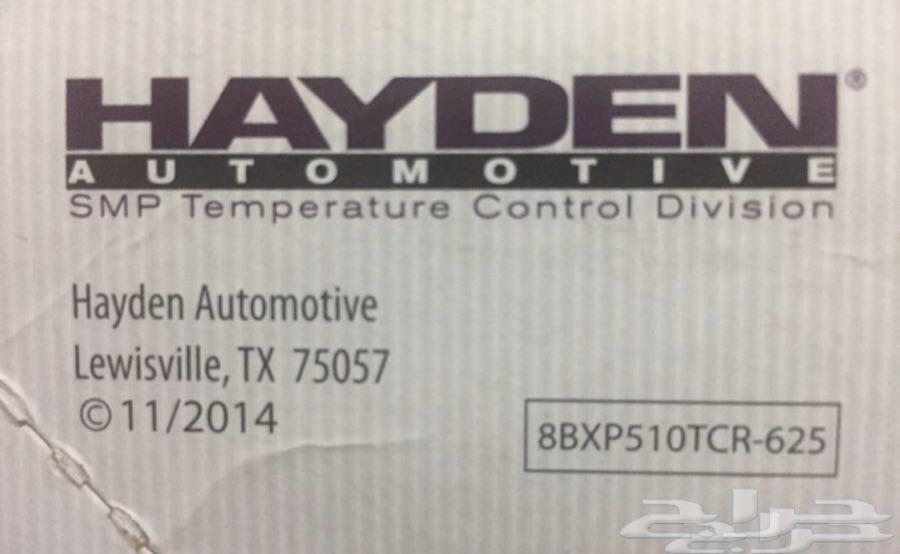 HAYDEN®
AUTOMOTIVE
SMP Temperature Control Division
Hayden Automotive
Lewisville, TX 75057
©11/2014
8BXP510TCR-625
حراج